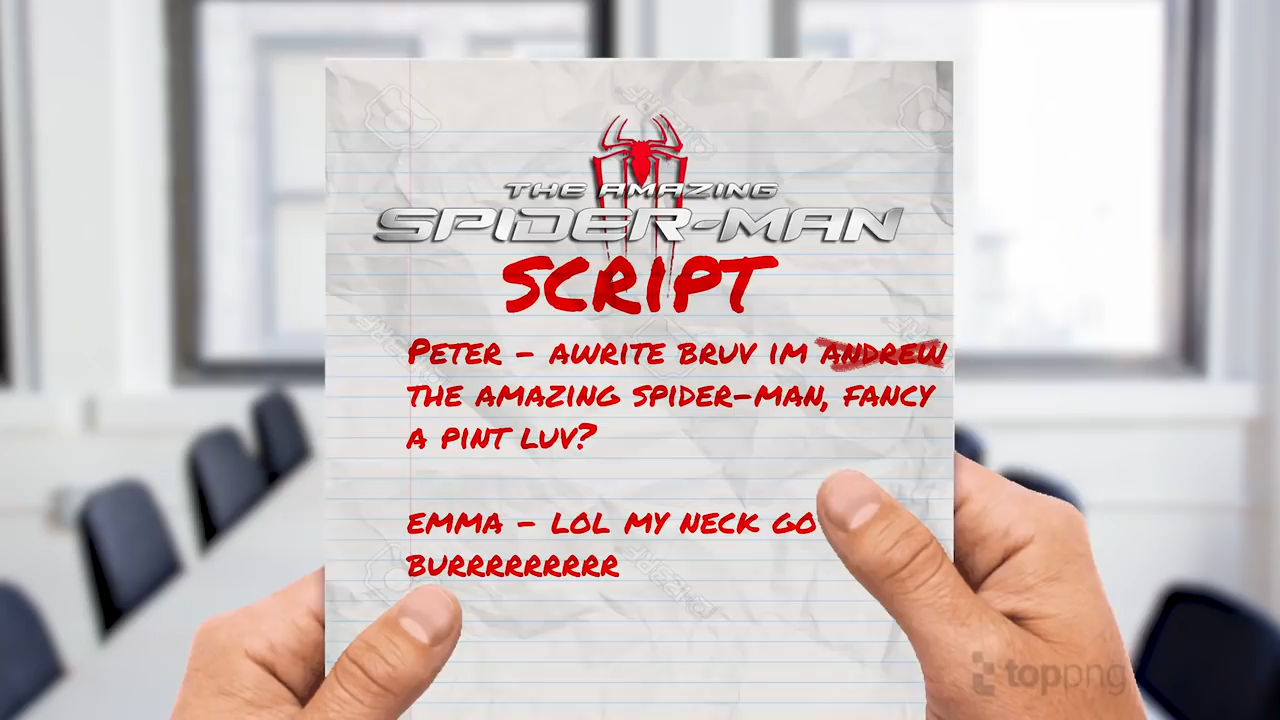 THE AMAZING
SPIDER-MAN
SCRIPT
PETER - AWRITE BRUV IM ANDREW
THE AMAZING SPIDER-MAN, FANCY
A PINT LUV?
EMMA - LOL MY NECK GO
BURRRRRRRRR
toppng